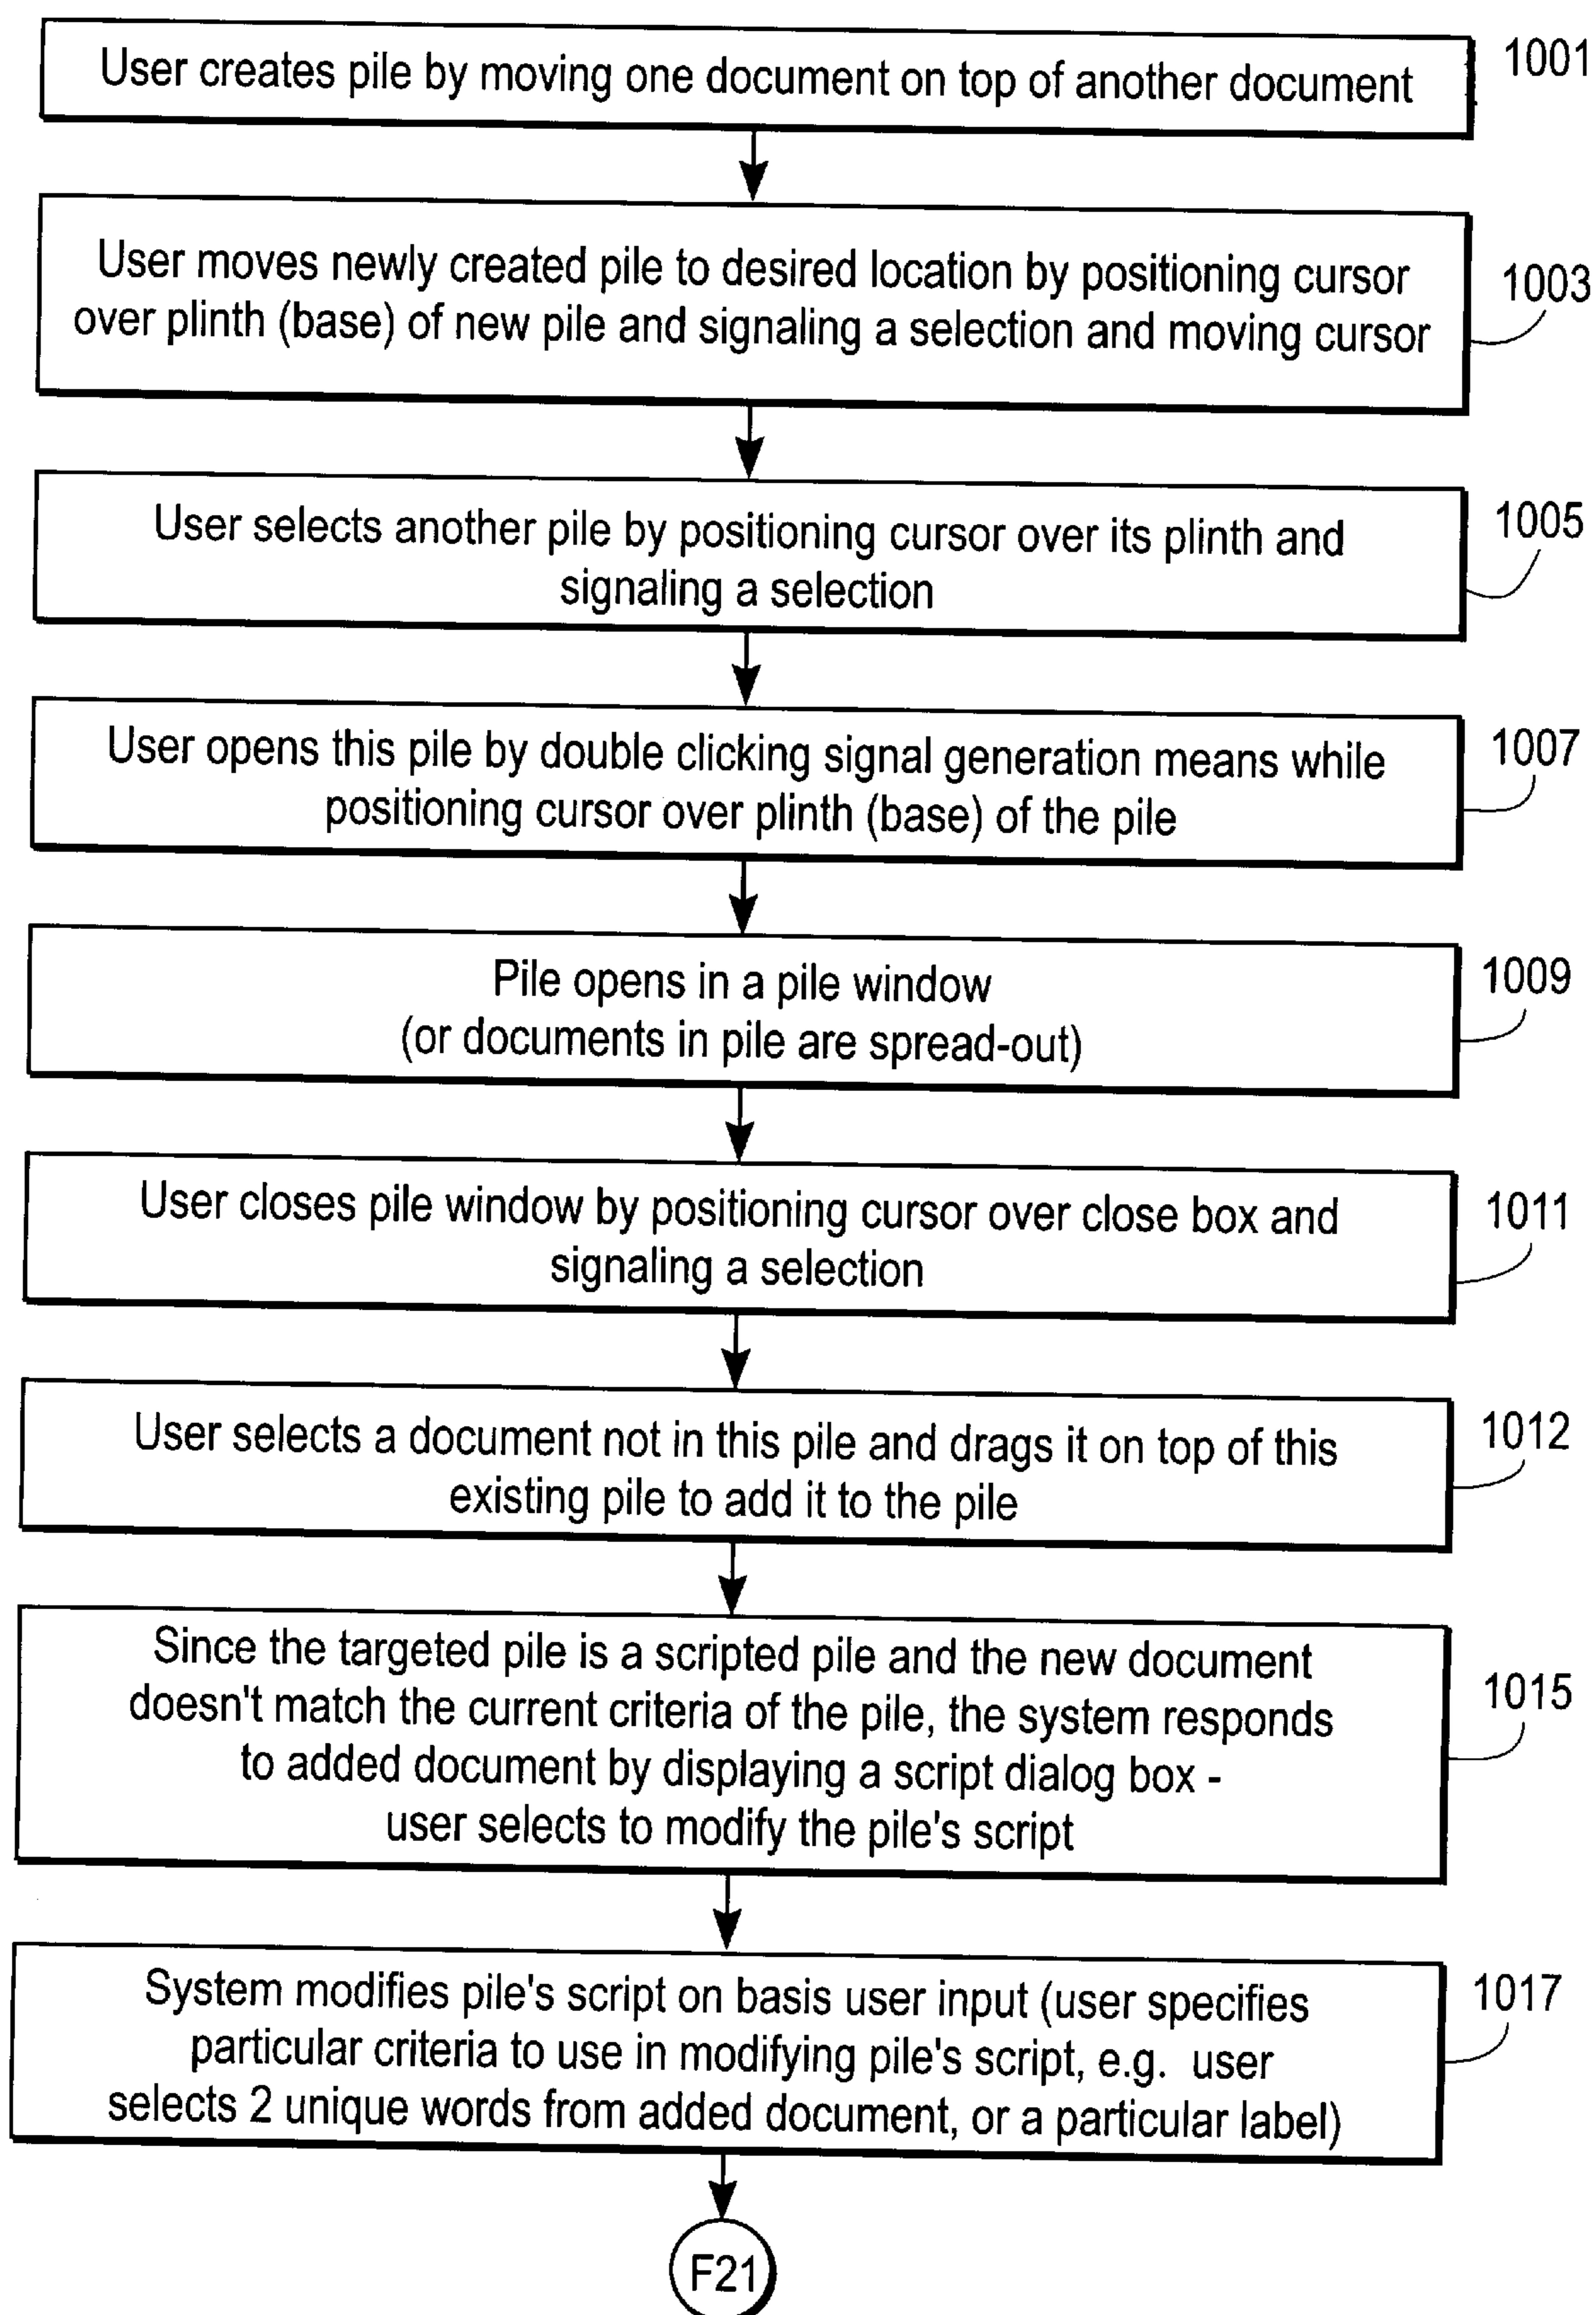 User creates pile by moving one document on top of another document
1001
User moves newly created pile to desired location by positioning cursor
over plinth (base) of new pile and signaling a selection and moving cursor
1003
User selects another pile by positioning cursor over its plinth and
signaling a selection
1005
User opens this pile by double clicking signal generation means while
positioning cursor over plinth (base) of the pile
1007
Pile opens in a pile window
(or documents in pile are spread-out)
1009
User closes pile window by positioning cursor over close box and
signaling a selection
1011
User selects a document not in this pile and drags it on top of this
existing pile to add it to the pile
1012
Since the targeted pile is a scripted pile and the new document
doesn't match the current criteria of the pile, the system responds
to added document by displaying a script dialog box -
user selects to modify the pile's script
1015
System modifies pile's script on basis user input (user specifies
particular criteria to use in modifying pile's script, e.g. user
selects 2 unique words from added document, or a particular label)
1017
F21